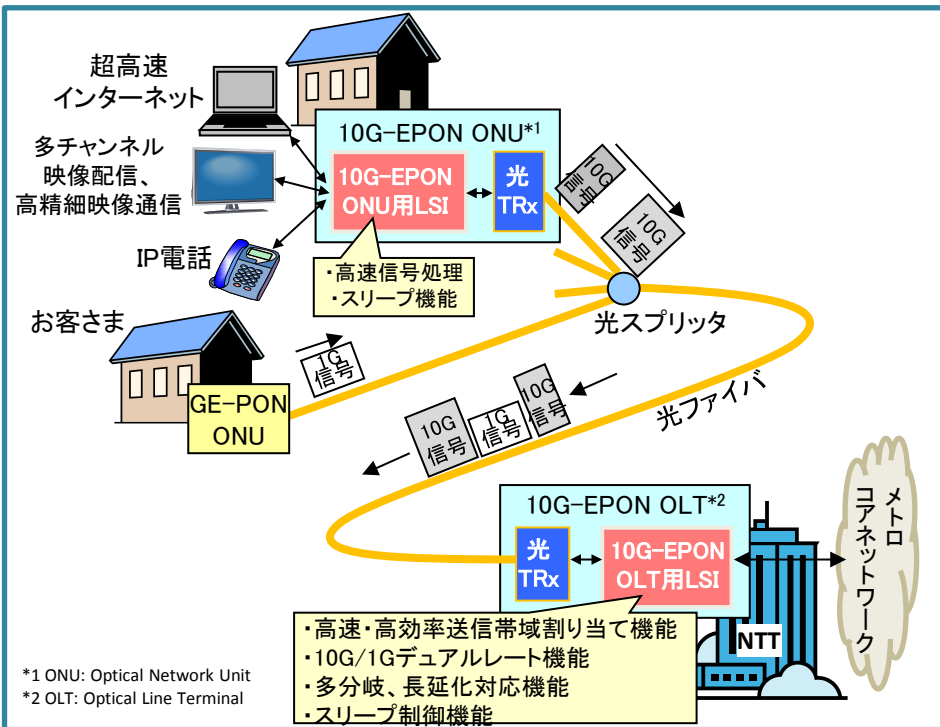 超高速
インターネット
多チャンネル
映像配信、
高精細映像通信
IP電話
10G-EPON ONU*1
10G-EPON
ONU用LSI
光
TRx
10G
信号
10G
信号
・高速信号処理
・スリープ機能
光スプリッタ
お客さま
GE-PON
ONU
1G
信号
10G
信号
1G
信号
10G
信号
光ファイバ
10G-EPON OLT*2
光
TRx
10G-EPON
OLT用LSI
メトロ
コアネットワーク
NTT
・高速・高効率送信帯域割り当て機能
・10G/1Gデュアルレート機能
・多分岐、長延化対応機能
・スリープ制御機能
*1 ONU: Optical Network Unit
*2 OLT: Optical Line Terminal